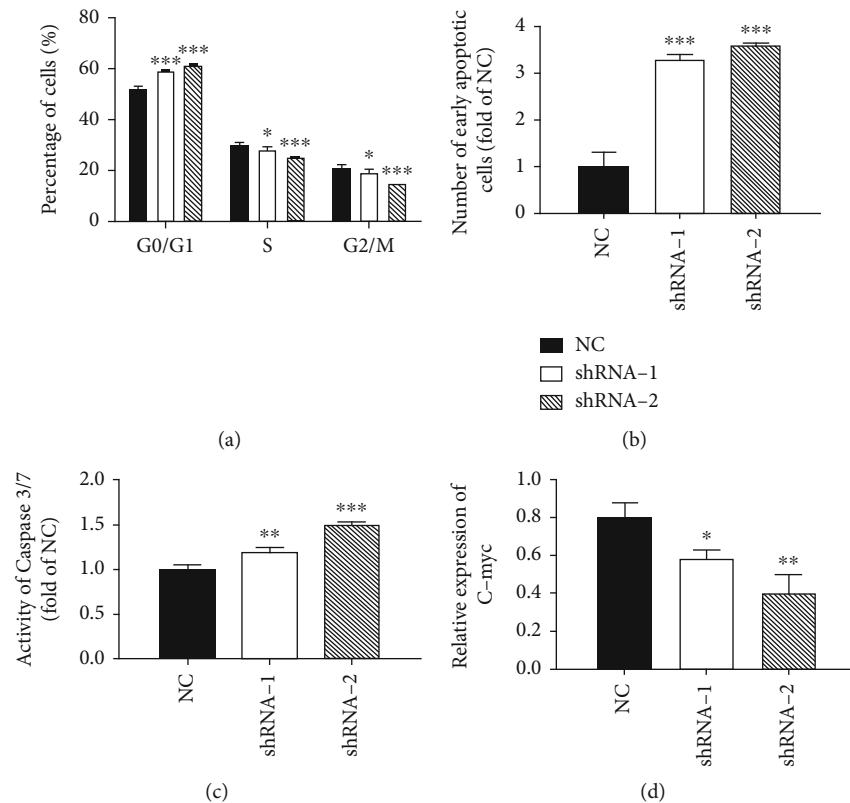 Percentage of cells (%)
80
60
40
20
0
***
***
*
***
*
***
G0/G1 S G2/M
(a)
Number of early apoptotic
cells (fold of NC)
4
3
2
1
0
***
***
NC
shRNA–1
shRNA–2
NC
shRNA–1
shRNA–2
(b)
Activity of Caspase 3/7
(fold of NC)
2.0
1.5
1.0
0.5
0.0
**
***
NC
shRNA–1
shRNA–2
(c)
Relative expression of
C–myc
0.8
1.0
0.6
0.4
0.2
0.0
*
**
NC
shRNA–1
shRNA–2
(d)